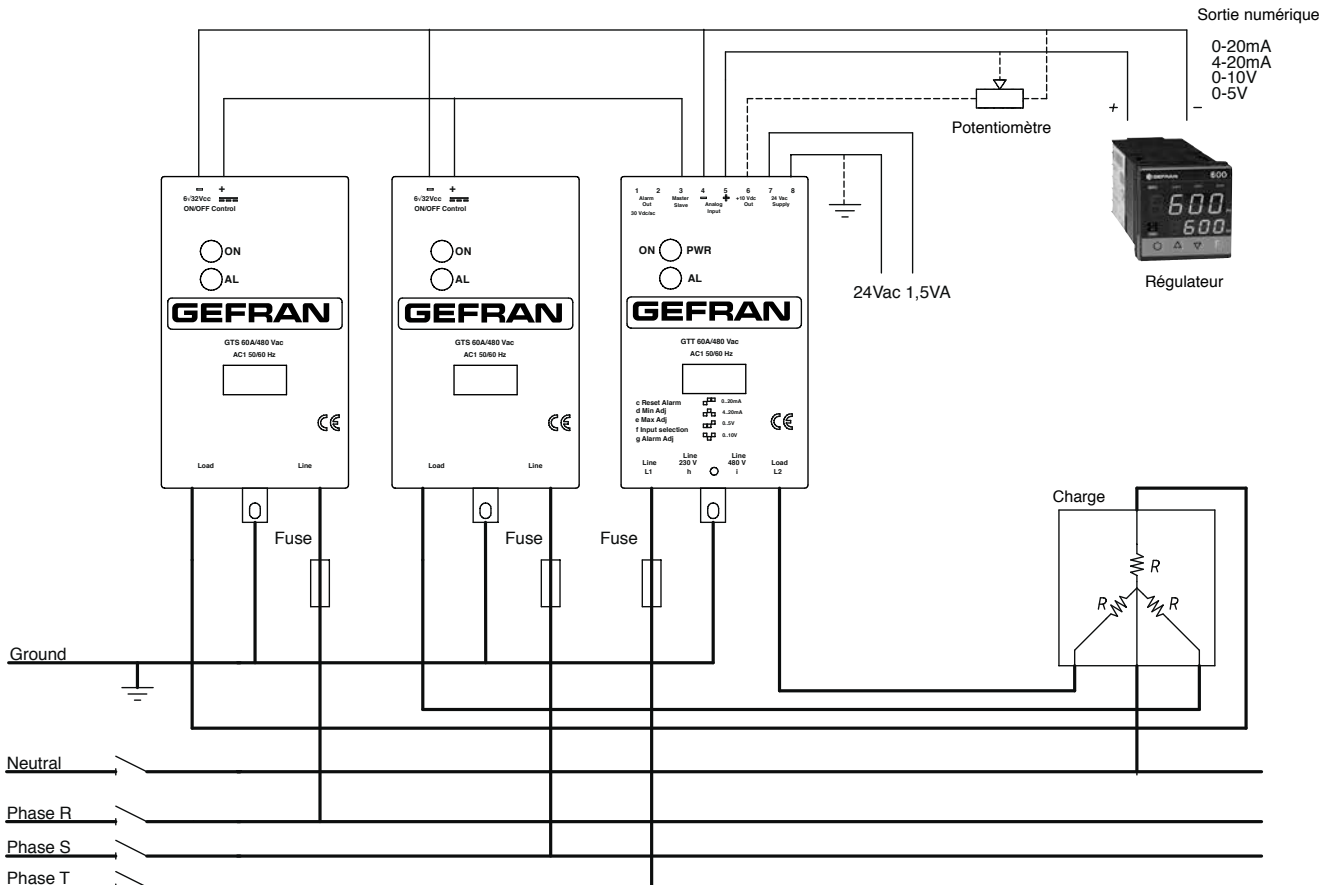 Sortie numérique
0-20mA
4-20mA
0-10V
0-5V
+ –
Potentiomètre
GEFRAN 600
600
600
Régulateur
24Vac 1,5VA
– +
6÷32Vcc
ON/OFF Control
ON
AL
GEFRAN
GTS 60A/480 Vac
AC1 50/60 Hz
CE
Load Line
– +
6÷32Vcc
ON/OFF Control
ON
AL
GEFRAN
GTS 60A/480 Vac
AC1 50/60 Hz
CE
Load Line
1 2 3 4 5 6 7 8
Alarm Out
30 Vdc/ac
Master Slave
– +
Analog Input
+10 Vdc Out
24 Vac Supply
ON PWR
AL
GEFRAN
GTT 60A/480 Vac
AC1 50/60 Hz
c Reset Alarm
d Min Adj
e Max Adj
f Input selection
g Alarm Adj
0..20mA
4..20mA
0..5V
0..10V
CE
Line L1
Line 230 V h
Line 480 V i
Load L2
Fuse
Fuse
Fuse
Charge
R
R
R
Ground
Neutral
Phase R
Phase S
Phase T